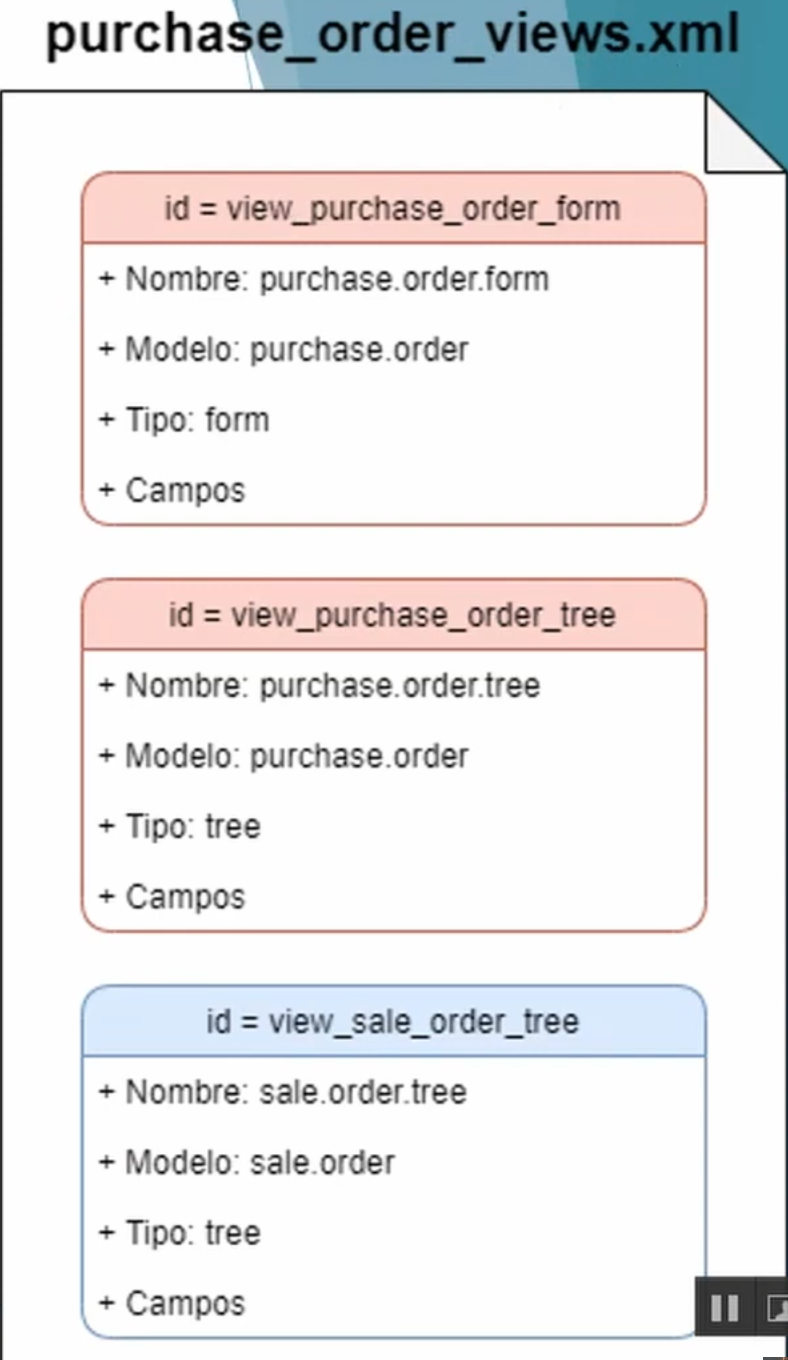 purchase_order_views.xml
id = view_purchase_order_form
+ Nombre: purchase.order.form
+ Modelo: purchase.order
+ Tipo: form
+ Campos
id = view_purchase_order_tree
+ Nombre: purchase.order.tree
+ Modelo: purchase.order
+ Tipo: tree
+ Campos
id = view_sale_order_tree
+ Nombre: sale.order.tree
+ Modelo: sale.order
+ Tipo: tree
+ Campos